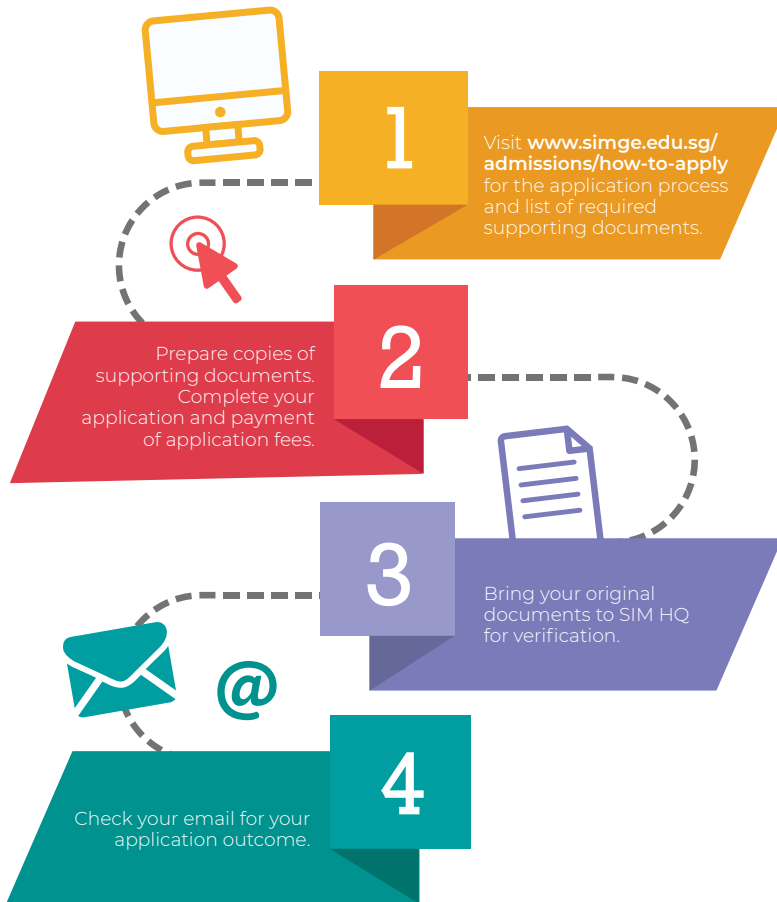 1
Visit www.simge.edu.sg/
admissions/how-to-apply
for the application process
and list of required
supporting documents.
2
Prepare copies of
supporting documents.
Complete your
application and payment
of application fees.
3
Bring your original
documents to SIM HQ
for verification.
@
4
Check your email for your
application outcome.